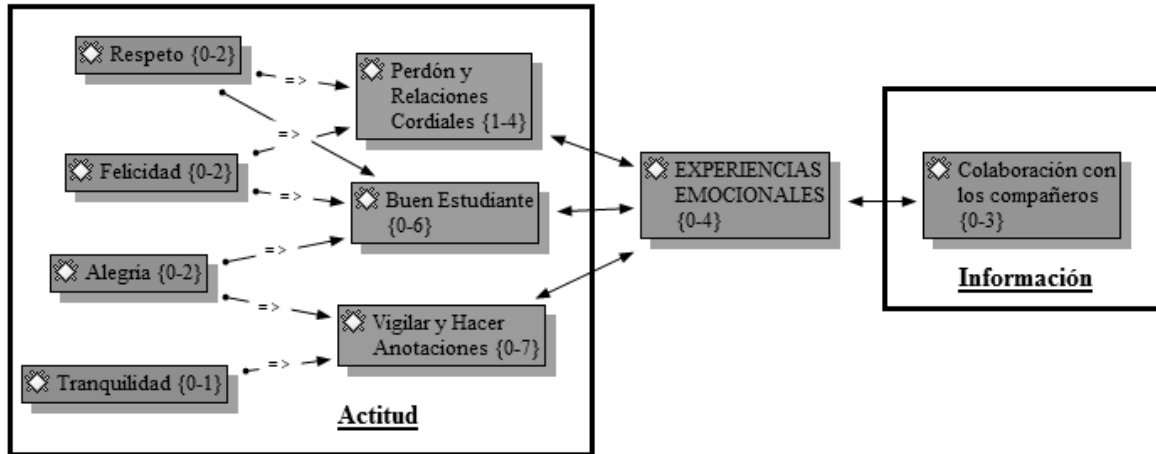 Respeto {0-2}
=>
Perdón y
Relaciones
Cordiales {1-4}
=>
Felicidad {0-2}
=>
Buen Estudiante
{0-6}
EXPERIENCIAS
EMOCIONALES
{0-4}
Colaboración con
los compañeros
{0-3}
Información
Alegría {0-2}
=>
=>
Vigilar y Hacer
Anotaciones {0-7}
Tranquilidad {0-1}
=>
Actitud